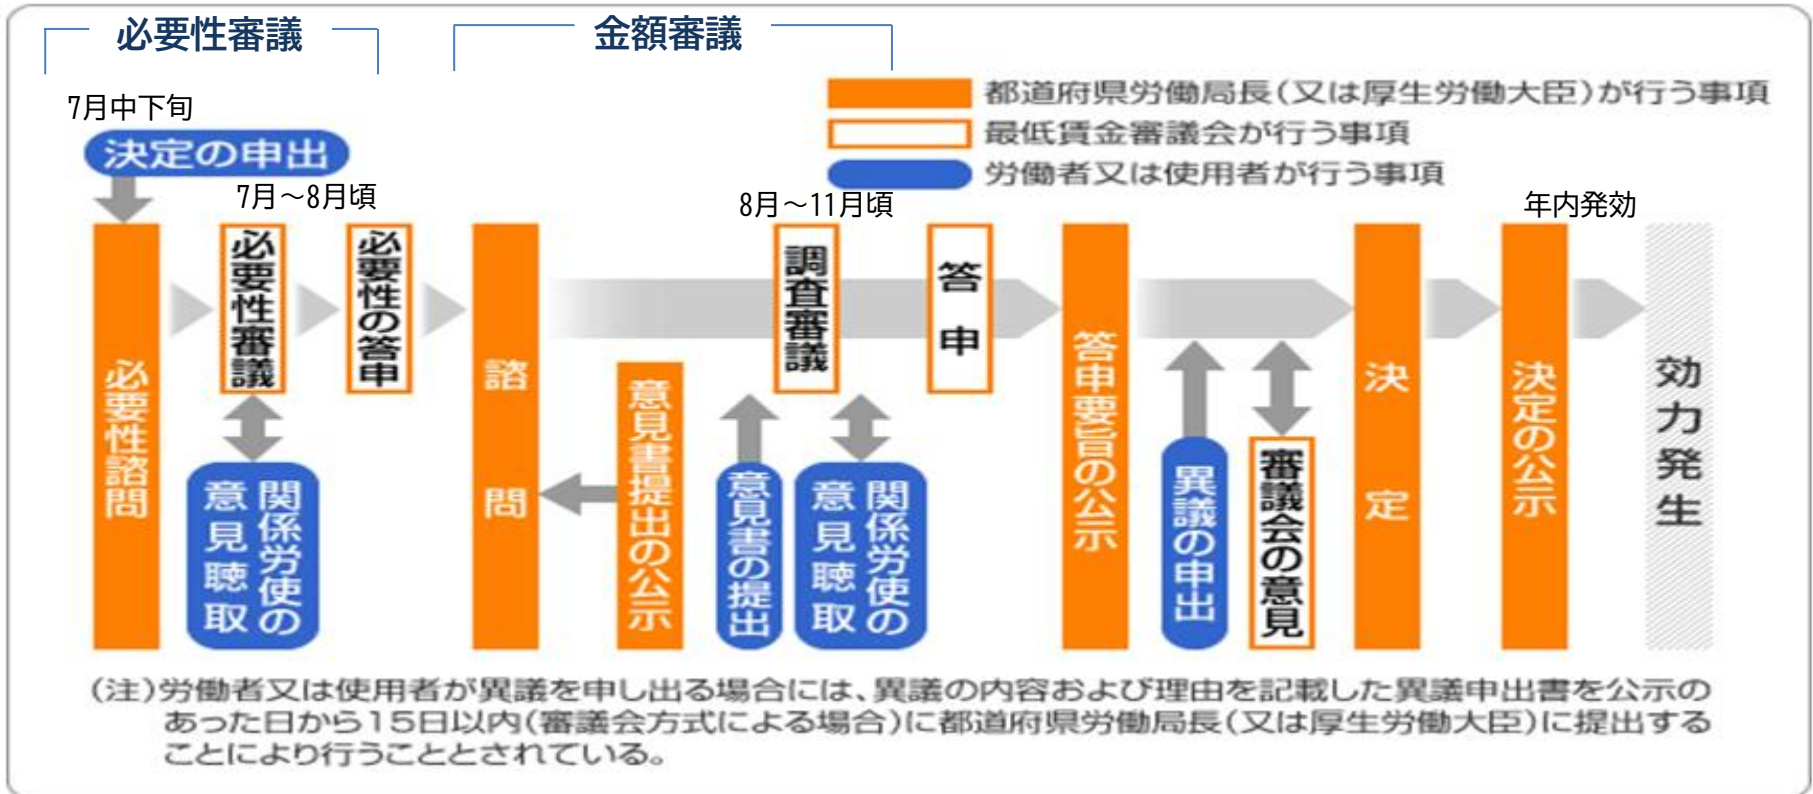 必要性審議
金額審議
都道府県労働局長(又は厚生労働大臣)が行う事項
最低賃金審議会が行う事項
労働者又は使用者が行う事項
7月中下旬
決定の申出
7月～8月頃
8月～11月頃
年内発効
必要性諮問
必要性審議
関係労使の
意見聴取
必要性の答申
諮問
意見書提出の公示
意見書の提出
調査審議
関係労使の
意見聴取
答申
答申要旨の公示
異議の申出
審議会の意見
決定
決定の公示
効力発生
(注)労働者又は使用者が異議を申し出る場合には、異議の内容および理由を記載した異議申出書を公示の
あった日から15日以内(審議会方式による場合)に都道府県労働局長(又は厚生労働大臣)に提出する
ことにより行うこととされている。